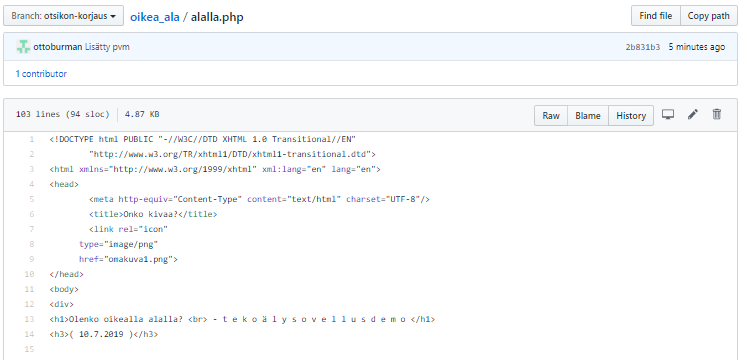 Branch: otsikon-korjaus
oikea_ala / alalla.php
Find file
Copy path
ottoburman Lisätty pvm
2b831b3 5 minutes ago
1 contributor
103 lines (94 sloc) 4.87 KB
Raw
Blame
History
1 <!DOCTYPE html PUBLIC "-//W3C//DTD XHTML 1.0 Transitional//EN"
2 "http://www.w3.org/TR/xhtml1/DTD/xhtml1-transitional.dtd">
3 <html xmlns="http://www.w3.org/1999/xhtml" xml:lang="en" lang="en">
4 <head>
5 <meta http-equiv="Content-Type" content="text/html" charset="UTF-8"/>
6 <title>Onko kivaa?</title>
7 <link rel="icon"
8 type="image/png"
9 href="omakuva1.png">
10 </head>
11 <body>
12 <div>
13 <h1>Olenko oikealla alalla? <br> - t e k o ä l y s o v e l l u s d e m o </h1>
14 <h3>( 10.7.2019 )</h3>
15